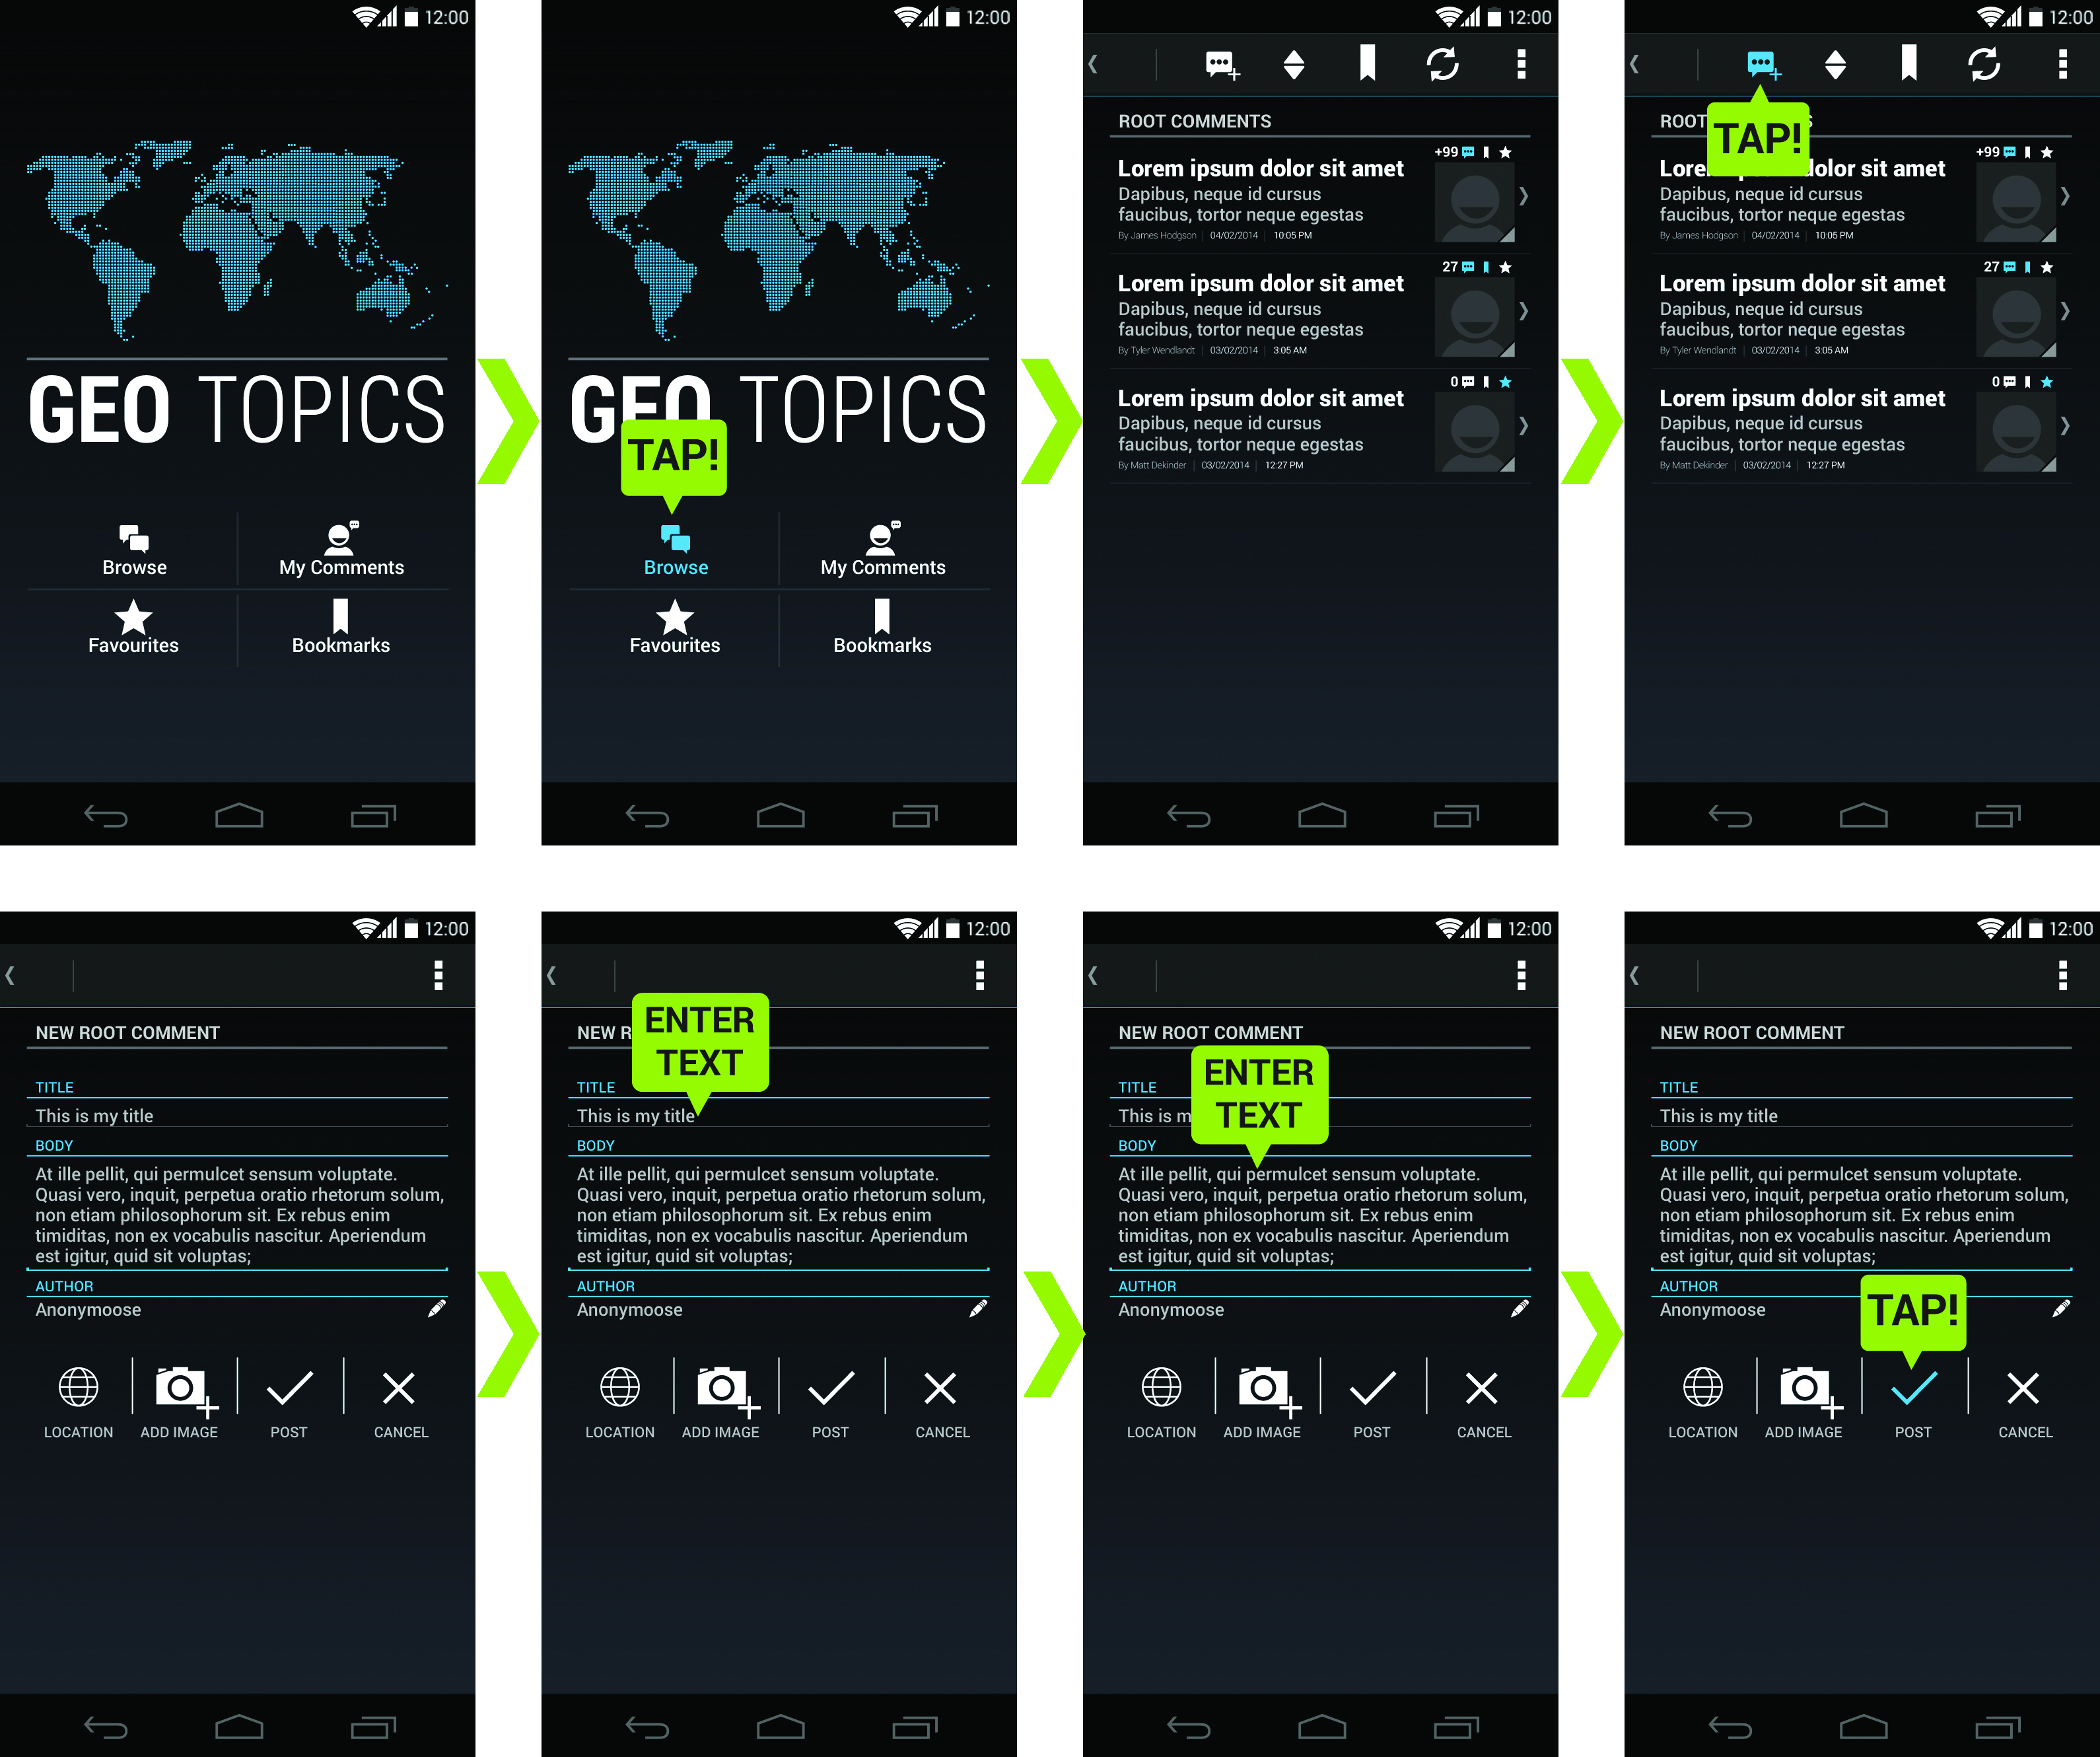 12:00
GEO TOPICS
Browse
My Comments
Favourites
Bookmarks
12:00
GEO TOPICS
TAP!
Browse
My Comments
Favourites
Bookmarks
12:00
ROOT COMMENTS
+99
Lorem ipsum dolor sit amet
Dapibus, neque id cursus
faucibus, tortor neque egestas
By James Hodgson | 04/02/2014 | 10:05 PM
27
Lorem ipsum dolor sit amet
Dapibus, neque id cursus
faucibus, tortor neque egestas
By Tyler Wendlandt | 03/02/2014 | 3:05 AM
0
Lorem ipsum dolor sit amet
Dapibus, neque id cursus
faucibus, tortor neque egestas
By Matt Dekinder | 03/02/2014 | 12:27 PM
12:00
TAP!
ROOT
+99
dolor sit amet
Dapibus, neque id cursus
faucibus, tortor neque egestas
By James Hodgson | 04/02/2014 | 10:05 PM
27
Lorem ipsum dolor sit amet
Dapibus, neque id cursus
faucibus, tortor neque egestas
By Tyler Wendlandt | 03/02/2014 | 3:05 AM
0
Lorem ipsum dolor sit amet
Dapibus, neque id cursus
faucibus, tortor neque egestas
By Matt Dekinder | 03/02/2014 | 12:27 PM
12:00
NEW ROOT COMMENT
TITLE
This is my title
BODY
At ille pellit, qui permulcet sensum voluptate.
Quasi vero, inquit, perpetua oratio rhetorum solum,
non etiam philosophorum sit. Ex rebus enim
timiditas, non ex vocabulis nascitur. Aperiendum
est igitur, quid sit voluptas;
AUTHOR
Anonymoose
LOCATION
ADD IMAGE
POST
CANCEL
12:00
ENTER
TEXT
NEW
TITLE
This is my title
BODY
At ille pellit, qui permulcet sensum voluptate.
Quasi vero, inquit, perpetua oratio rhetorum solum,
non etiam philosophorum sit. Ex rebus enim
timiditas, non ex vocabulis nascitur. Aperiendum
est igitur, quid sit voluptas;
AUTHOR
Anonymoose
LOCATION
ADD IMAGE
POST
CANCEL
12:00
NEW ROOT COMMENT
ENTER
TEXT
TITLE
This is
BODY
At ille pellit, qui permulcet sensum voluptate.
Quasi vero, inquit, perpetua oratio rhetorum solum,
non etiam philosophorum sit. Ex rebus enim
timiditas, non ex vocabulis nascitur. Aperiendum
est igitur, quid sit voluptas;
AUTHOR
Anonymoose
LOCATION
ADD IMAGE
POST
CANCEL
12:00
NEW ROOT COMMENT
TITLE
This is my title
BODY
At ille pellit, qui permulcet sensum voluptate.
Quasi vero, inquit, perpetua oratio rhetorum solum,
non etiam philosophorum sit. Ex rebus enim
timiditas, non ex vocabulis nascitur. Aperiendum
est igitur, quid sit voluptas;
AUTHOR
Anonymoose
TAP!
LOCATION
ADD IMAGE
POST
CANCEL